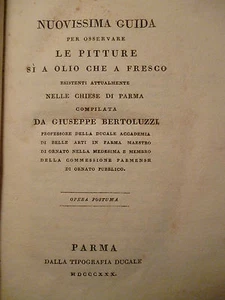 NUOVISSIMA GUIDA
PER OSSERVARE
LE PITTURE
SÌ A OLIO CHE A FRESCO
ESISTENTI ATTUALMENTE
NELLE CHIESE DI PARMA
COMPILATA
DA GIUSEPPE BERTOLUZZI
PROFESSORE DELLA DUCALE ACCADEMIA
DI BELLE ARTI IN PARMA MAESTRO
DI ORNATO NELLA MEDESIMA E MEMBRO
DELLA COMMESSIONE PARMENSE
DI ORNATO PUBBLICO.
OPERA POSTUMA
PARMA
DALLA TIPOGRAFIA DUCALE
MDCCCXXX.